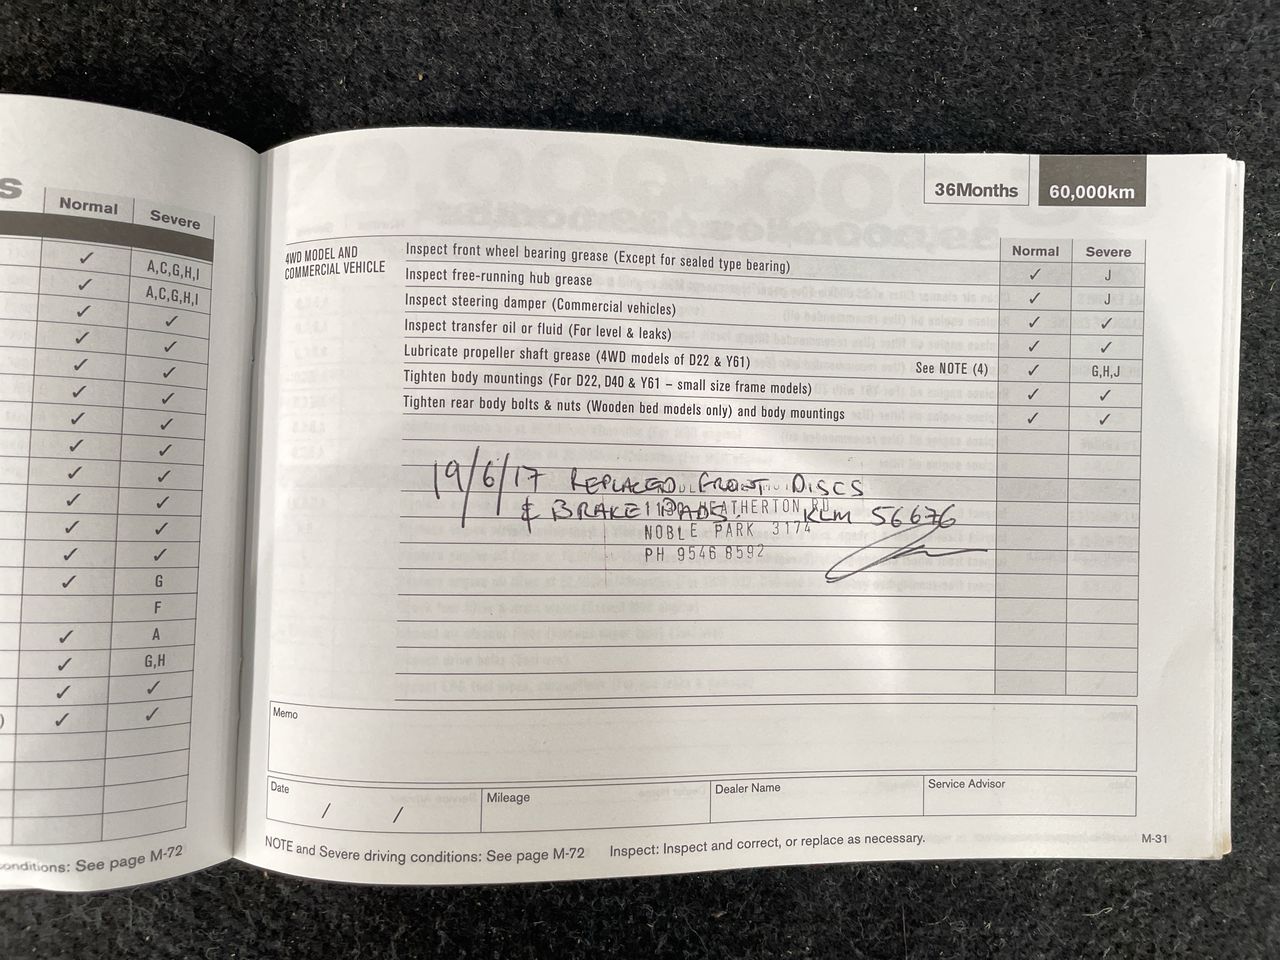 s
Normal Severe
✓ A,C,G,H,I
✓ A,C,G,H,I
✓ ✓
✓ ✓
✓ ✓
✓ ✓
✓ ✓
✓ ✓
✓ ✓
✓ ✓
✓ ✓
✓ ✓
✓ G
F
✓ A
✓ G,H
✓ ✓
) ✓ ✓
onditions: See page M-72
36Months 60,000km
Normal Severe
4WD MODEL AND
COMMERCIAL VEHICLE
Inspect front wheel bearing grease (Except for sealed type bearing) ✓ J
Inspect free-running hub grease ✓ J
Inspect steering damper (Commercial vehicles) ✓ ✓
Inspect transfer oil or fluid (For level & leaks) ✓ ✓
Lubricate propeller shaft grease (4WD models of D22 & Y61) See NOTE (4) ✓ G,H,J
Tighten body mountings (For D22, D40 & Y61 – small size frame models) ✓ ✓
Tighten rear body bolts & nuts (Wooden bed models only) and body mountings ✓ ✓
19/6/17 REPLACED FRONT DISCS
& BRAKE PADS. KLM 56676
HEATHERTON RD
NOBLE PARK 3174
PH 9546 8592
Memo
Date / / Mileage Dealer Name Service Advisor
NOTE and Severe driving conditions: See page M-72 Inspect: Inspect and correct, or replace as necessary.
M-31